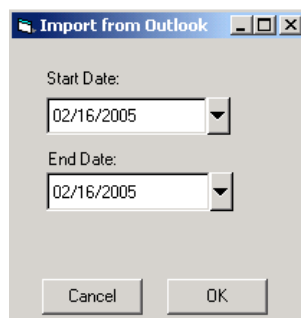 Import from Outlook
Start Date:
02/16/2005
End Date:
02/16/2005
Cancel OK